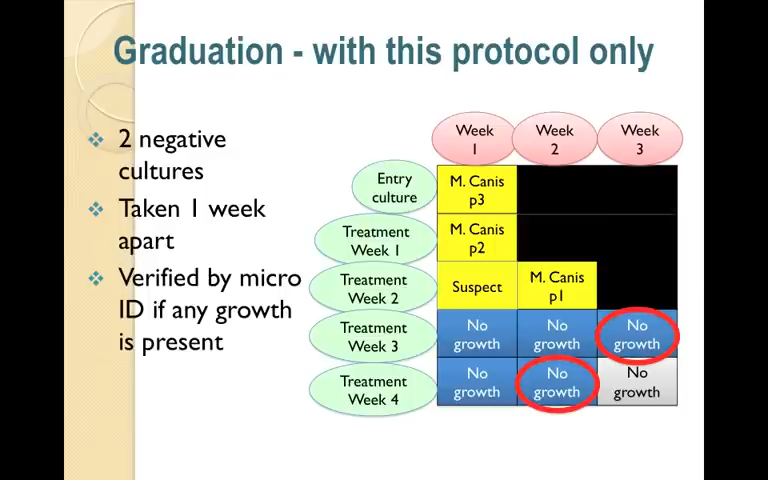 Graduation - with this protocol only
2 negative
cultures
Taken 1 week
apart
Verified by micro
ID if any growth
is present
Week
1
Week
2
Week
3
Entry
culture
M. Canis
p3
Treatment
Week 1
M. Canis
p2
Treatment
Week 2
Suspect
M. Canis
p1
Treatment
Week 3
No
growth
No
growth
No
growth
Treatment
Week 4
No
growth
No
growth
No
growth